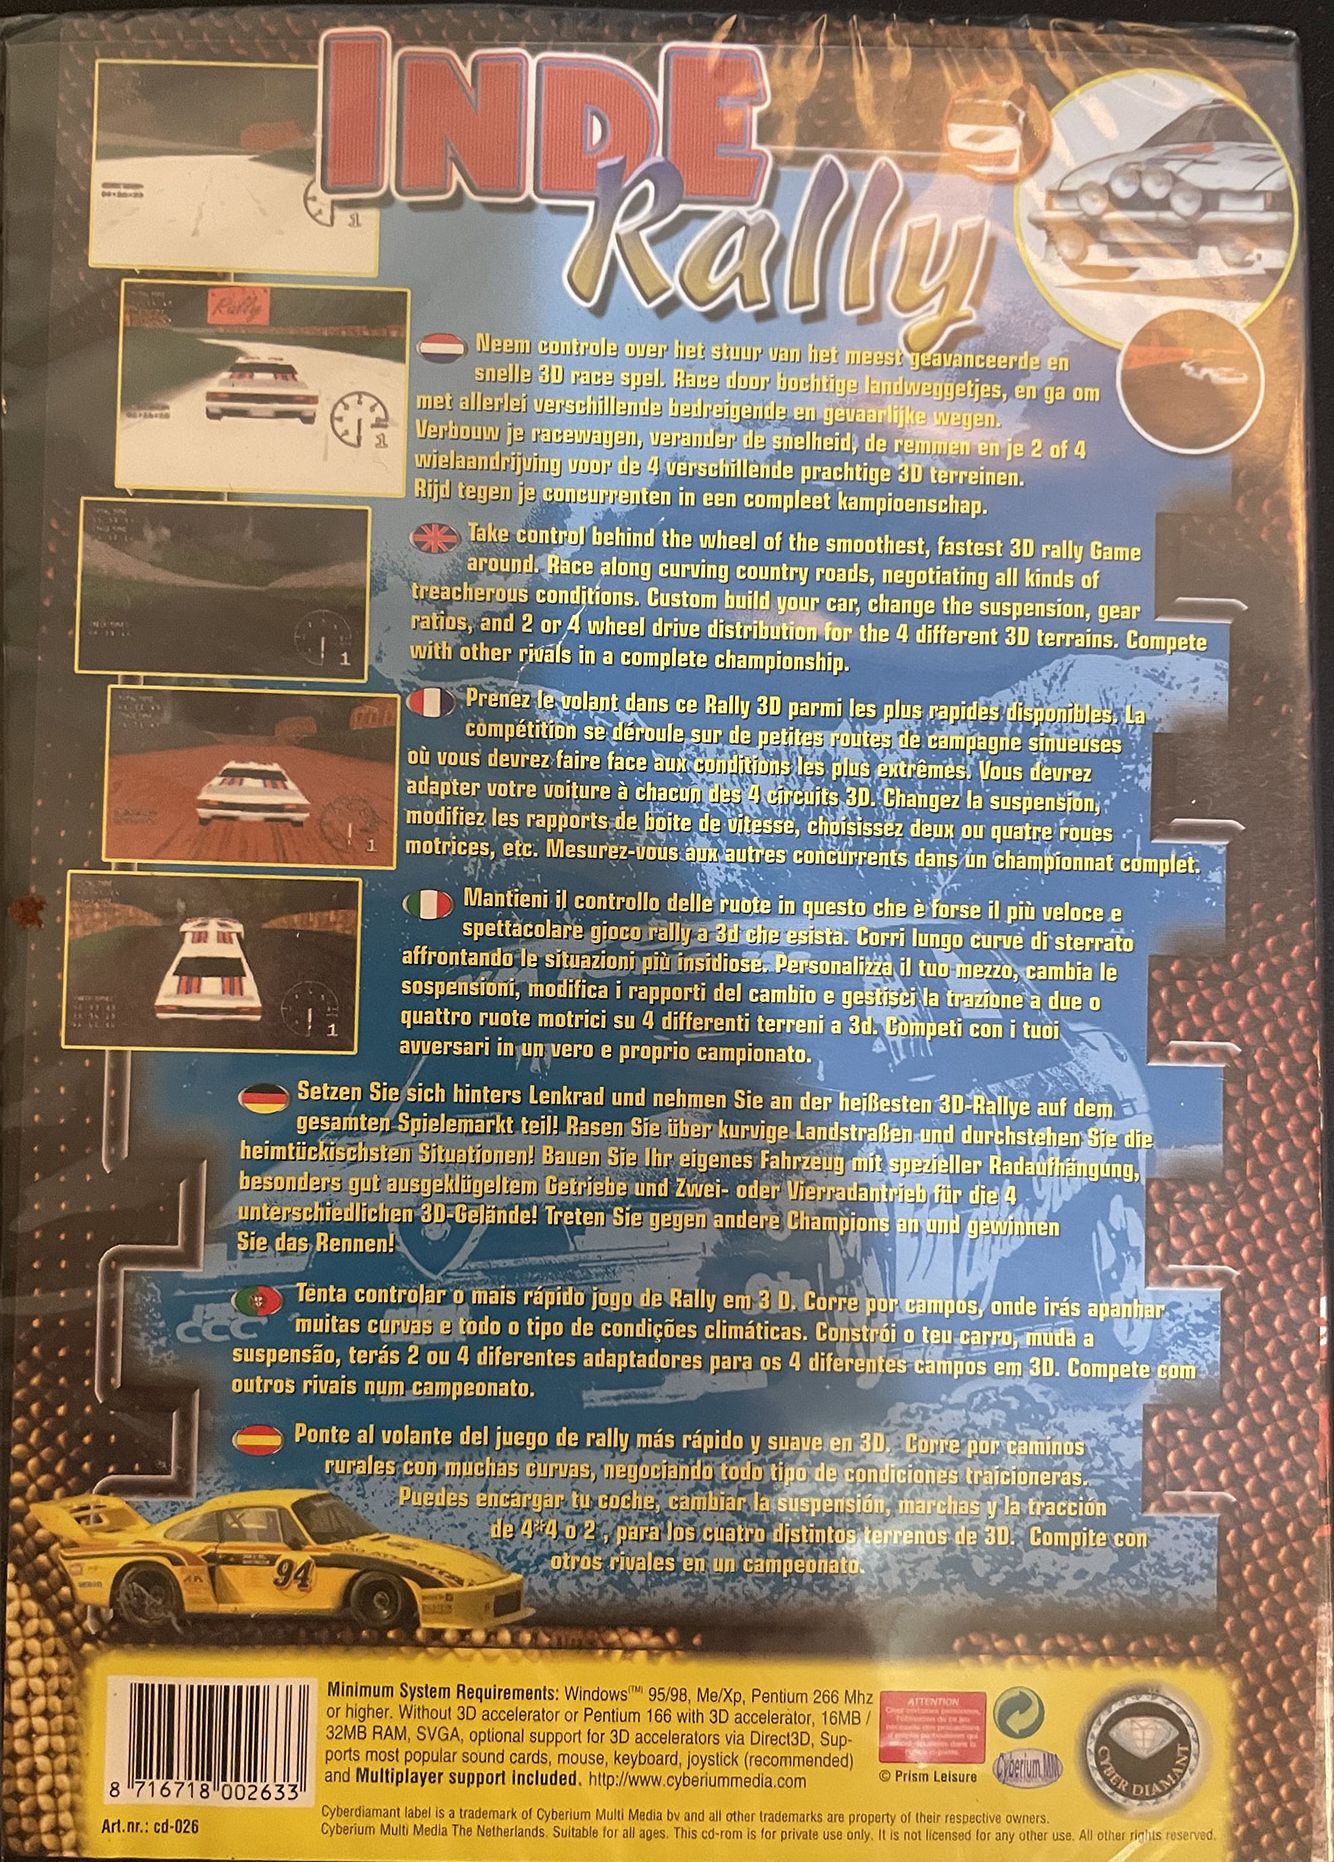 INDE
Rally
Rally
Neem controle over het stuur van het meest geavanceerde en
snelle 3D race spel. Race door bochtige landweggetjes, en ga om
met allerlei verschillende bedreigende en gevaarlijke wegen.
Verbouw je racewagen, verander de snelheid, de remmen en je 2 of 4
wielaandrijving voor de 4 verschillende prachtige 3D terreinen.
Rijd tegen je concurrenten in een compleet kampioenschap.
Take control behind the wheel of the smoothest, fastest 3D rally Game
around. Race along curving country roads, negotiating all kinds of
treacherous conditions. Custom build your car, change the suspension, gear
ratios, and 2 or 4 wheel drive distribution for the 4 different 3D terrains. Compete
with other rivals in a complete championship.
Prenez le volant dans ce Rally 3D parmi les plus rapides disponibles. La
compétition se déroule sur de petites routes de campagne sinueuses
où vous devrez faire face aux conditions les plus extrêmes. Vous devrez
adapter votre voiture à chacun des 4 circuits 3D. Changez la suspension,
modifiez les rapports de boite de vitesse, choisissez deux ou quatre roues
motrices, etc. Mesurez-vous aux autres concurrents dans un championnat complet.
Mantieni il controllo delle ruote in questo che è forse il più veloce e
spettacolare gioco rally a 3d che esista. Corri lungo curve di sterrato
affrontando le situazioni più insidiose. Personalizza il tuo mezzo, cambia le
sospensioni, modifica i rapporti del cambio e gestisci la trazione a due o
quattro ruote motrici su 4 differenti terreni a 3d. Competi con i tuoi
avversari in un vero e proprio campionato.
Setzen Sie sich hinters Lenkrad und nehmen Sie an der heißesten 3D-Rallye auf dem
gesamten Spielemarkt teil! Rasen Sie über kurvige Landstraßen und durchstehen Sie die
heimtückischsten Situationen! Bauen Sie Ihr eigenes Fahrzeug mit spezieller Radaufhängung,
besonders gut ausgeklügeltem Getriebe und Zwei- oder Vierradantrieb für die 4
unterschiedlichen 3D-Gelände! Treten Sie gegen andere Champions an und gewinnen
Sie das Rennen!
Tenta controlar o mais rápido jogo de Rally em 3 D. Corre por campos, onde irás apanhar
muitas curvas e todo o tipo de condições climáticas. Constrói o teu carro, muda a
suspensão, terás 2 ou 4 diferentes adaptadores para os 4 diferentes campos em 3D. Compete com
outros rivais num campeonato.
Ponte al volante del juego de rally más rápido y suave en 3D. Corre por caminos
rurales con muchas curvas, negociando todo tipo de condiciones traicioneras.
Puedes encargar tu coche, cambiar la suspensión, marchas y la tracción
de 4*4 o 2 , para los cuatro distintos terrenos de 3D. Compite con
otros rivales en un campeonato.
94
Minimum System Requirements: Windows™ 95/98, Me/Xp, Pentium 266 Mhz
or higher. Without 3D accelerator or Pentium 166 with 3D accelerator, 16MB /
32MB RAM, SVGA, optional support for 3D accelerators via Direct3D, Sup-
ports most popular sound cards, mouse, keyboard, joystick (recommended)
and Multiplayer support included. http://www.cyberiummedia.com
8 716718 002633
Art.nr.: cd-026
ATTENTION
© Prism Leisure
Cyberium MM
CYBER DIAMANT
Cyberdiamant label is a trademark of Cyberium Multi Media bv and all other trademarks are property of their respective owners.
Cyberium Multi Media The Netherlands. Suitable for all ages. This cd-rom is for private use only. It is not licensed for any other use. All other rights reserved.